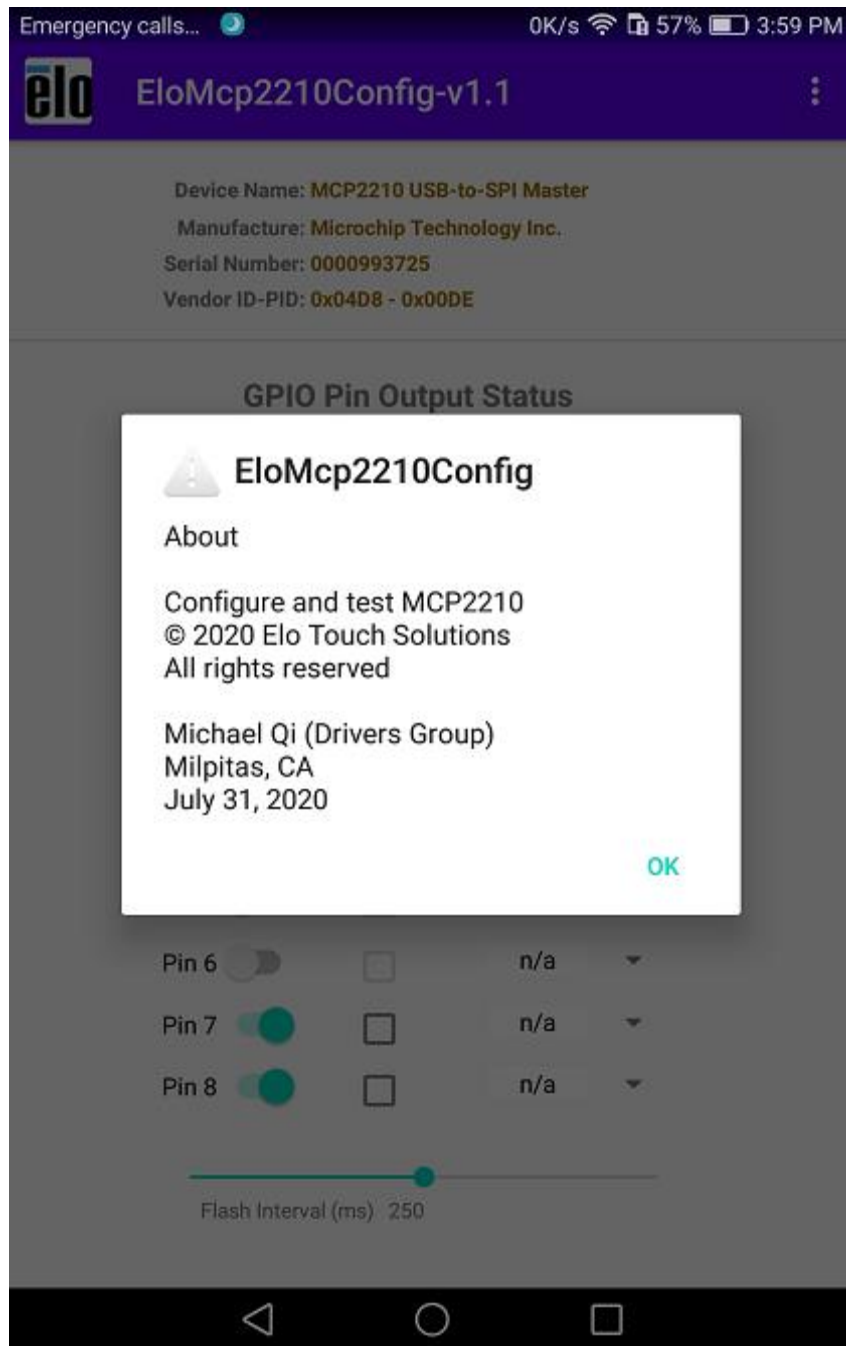 Emergency calls... 0K/s 57% 3:59 PM
elo EloMcp2210Config-v1.1
Device Name: MCP2210 USB-to-SPI Master
Manufacture: Microchip Technology Inc.
Serial Number: 0000993725
Vendor ID-PID: 0x04D8 - 0x00DE
GPIO Pin Output Status
EloMcp2210Config
About
Configure and test MCP2210
© 2020 Elo Touch Solutions
All rights reserved
Michael Qi (Drivers Group)
Milpitas, CA
July 31, 2020
OK
Pin 6 n/a
Pin 7 n/a
Pin 8 n/a
Flash Interval (ms) 250